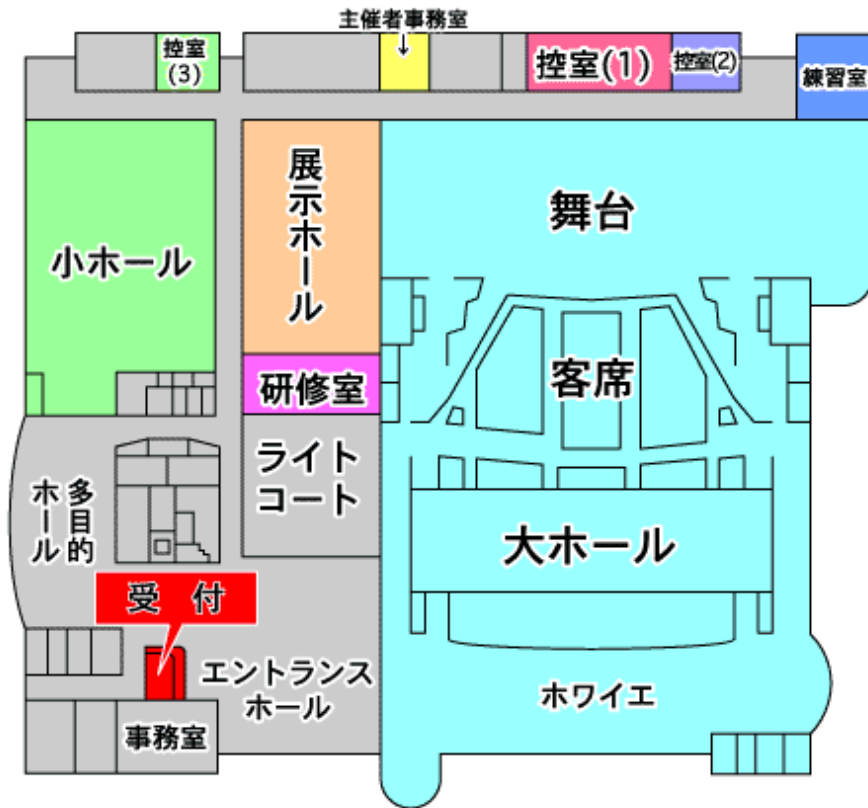 主催者事務室
控室
(3)
控室(1)
控室(2)
練習室
小ホール
展示ホール
舞台
研修室
客席
ライト
コート
多目的
ホール
大ホール
受 付
エントランス
ホール
ホワイエ
事務室